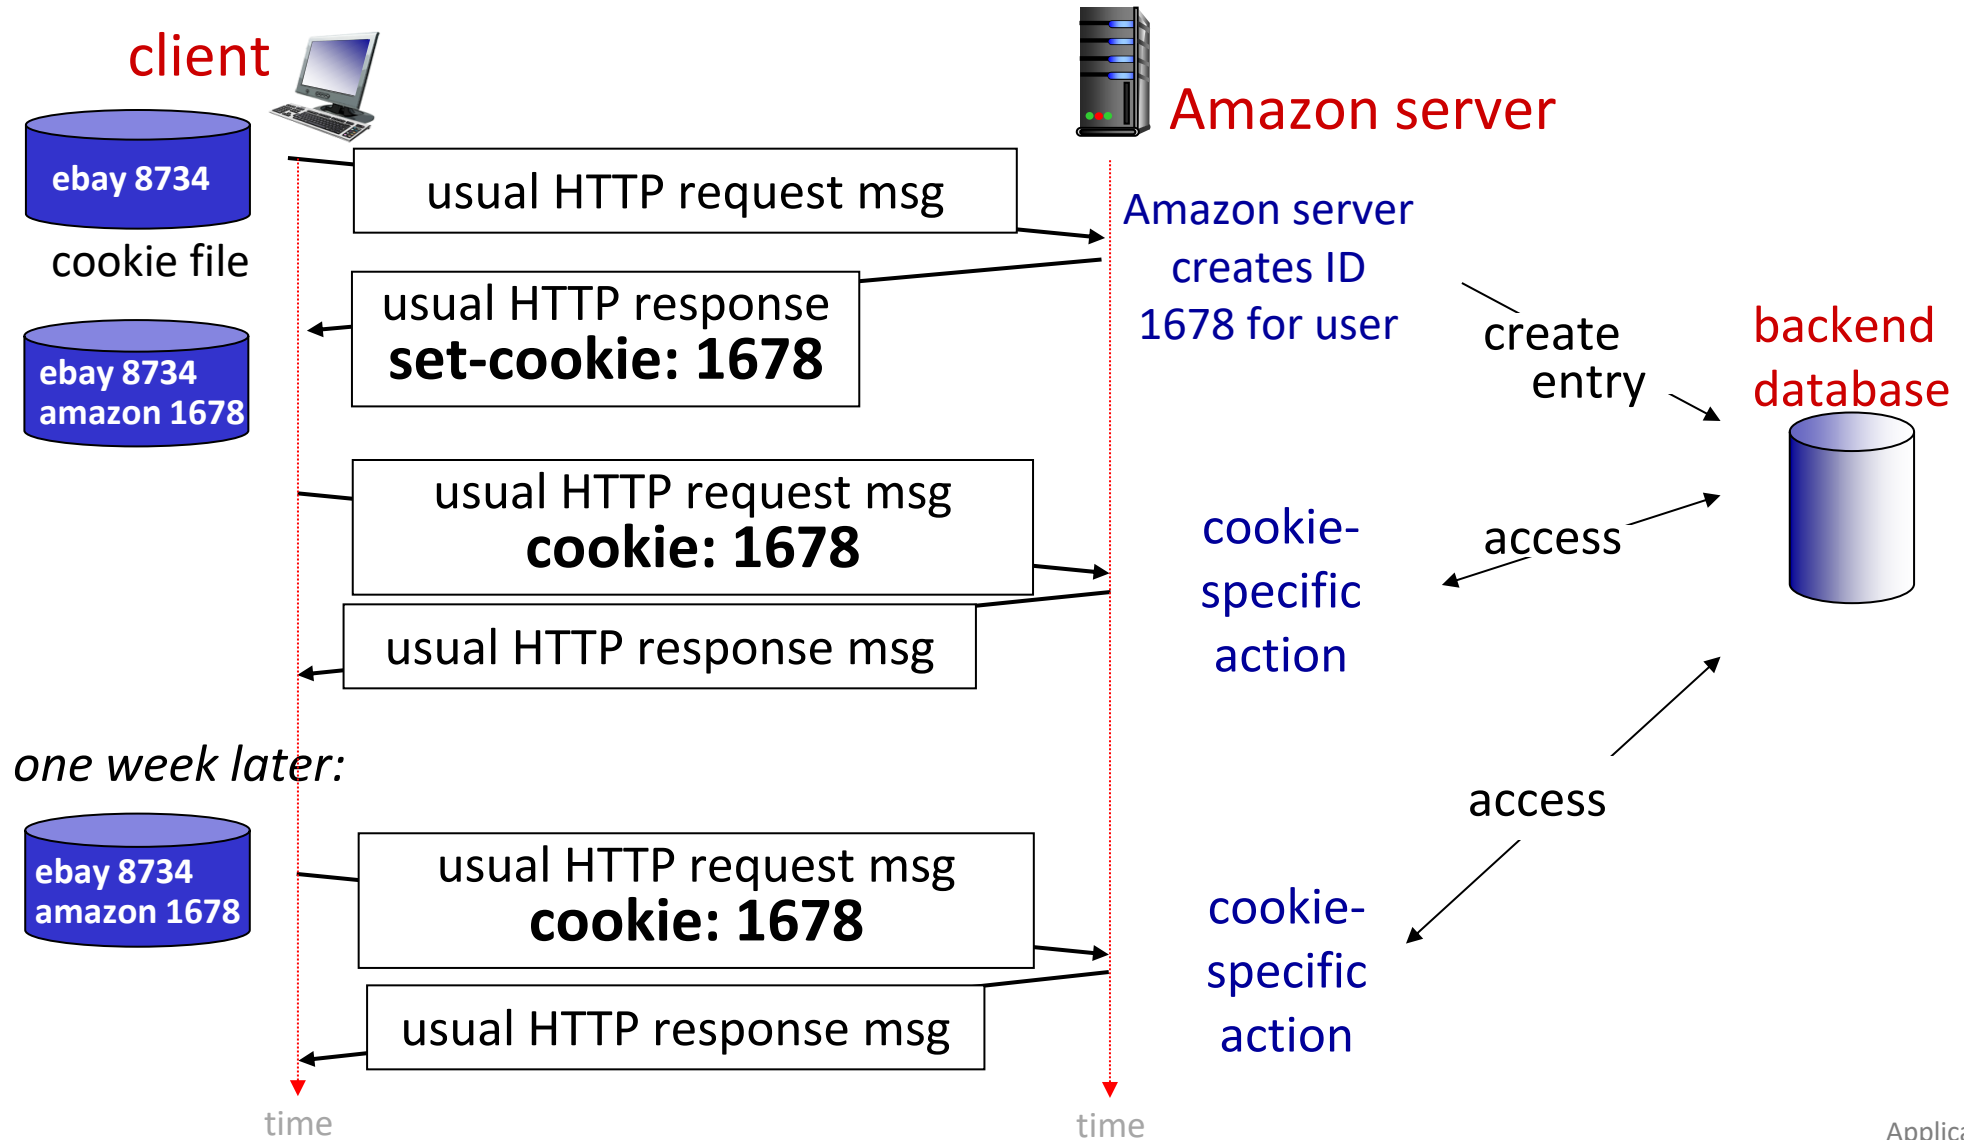 client
Amazon server
ebay 8734
cookie file
usual HTTP request msg
Amazon server
creates ID
1678 for user
usual HTTP response
set-cookie: 1678
create
entry
backend
database
ebay 8734
amazon 1678
usual HTTP request msg
cookie: 1678
cookie-
specific
action
access
usual HTTP response msg
one week later:
access
ebay 8734
amazon 1678
usual HTTP request msg
cookie: 1678
cookie-
specific
action
usual HTTP response msg
time
time
Applica